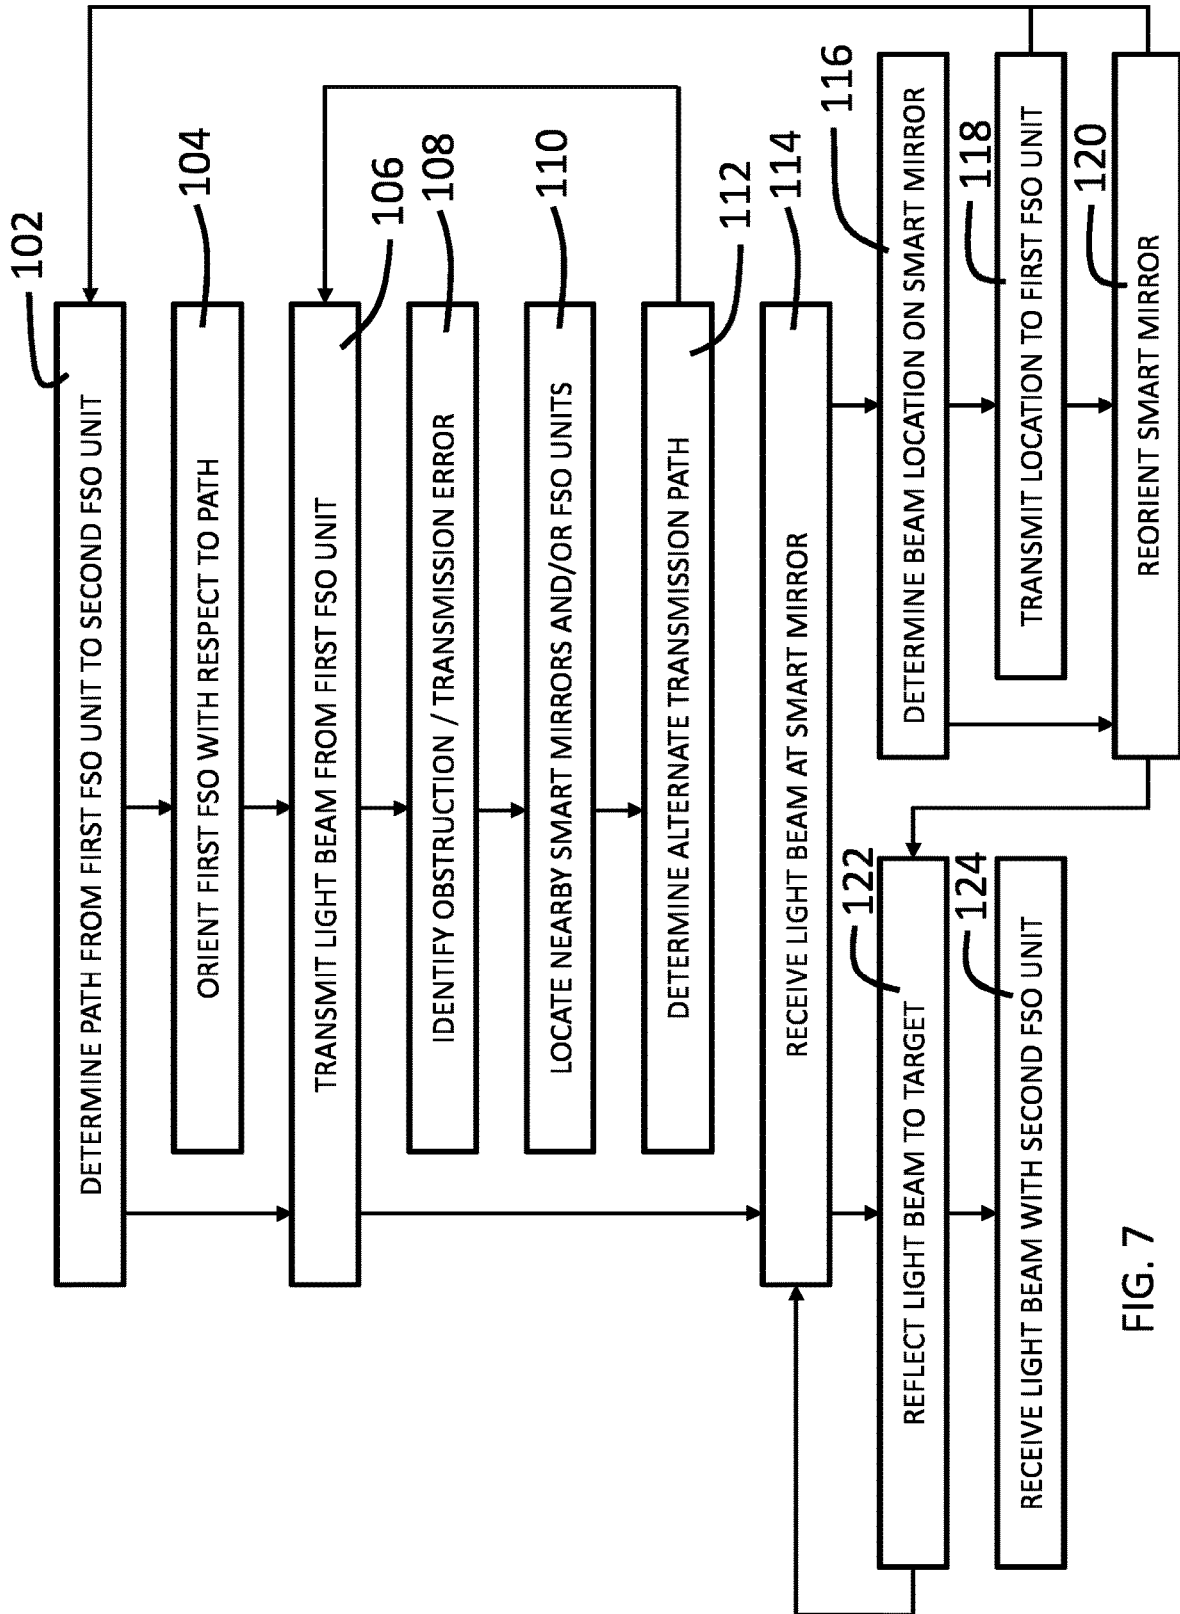 102
DETERMINE PATH FROM FIRST FSO UNIT TO SECOND FSO UNIT
104
ORIENT FIRST FSO WITH RESPECT TO PATH
106
TRANSMIT LIGHT BEAM FROM FIRST FSO UNIT
108
IDENTIFY OBSTRUCTION / TRANSMISSION ERROR
110
LOCATE NEARBY SMART MIRRORS AND/OR FSO UNITS
112
DETERMINE ALTERNATE TRANSMISSION PATH
114
RECEIVE LIGHT BEAM AT SMART MIRROR
116
DETERMINE BEAM LOCATION ON SMART MIRROR
118
TRANSMIT LOCATION TO FIRST FSO UNIT
120
REORIENT SMART MIRROR
122
REFLECT LIGHT BEAM TO TARGET
124
RECEIVE LIGHT BEAM WITH SECOND FSO UNIT
FIG. 7